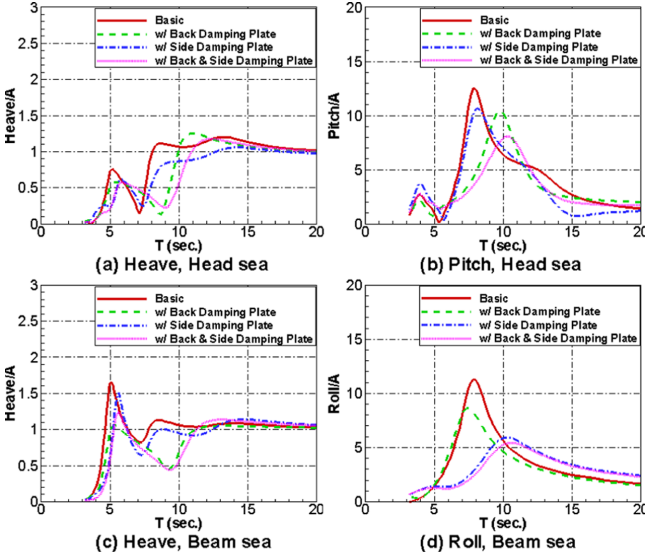 3
2.5
2
1.5
1
0.5
0
Heave/A
Basic
w/ Back Damping Plate
w/ Side Damping Plate
w/ Back & Side Damping Plate
0
5
10
15
20
T (sec.)
(a) Heave, Head sea
20
15
10
5
0
Pitch/A
Basic
w/ Back Damping Plate
w/ Side Damping Plate
w/ Back & Side Damping Plate
0
5
10
15
20
T (sec.)
(b) Pitch, Head sea
3
2.5
2
1.5
1
0.5
0
Heave/A
Basic
w/ Back Damping Plate
w/ Side Damping Plate
w/ Back & Side Damping Plate
0
5
10
15
20
T (sec.)
(c) Heave, Beam sea
20
15
10
5
0
Roll/A
Basic
w/ Back Damping Plate
w/ Side Damping Plate
w/ Back & Side Damping Plate
0
5
10
15
20
T (sec.)
(d) Roll, Beam sea